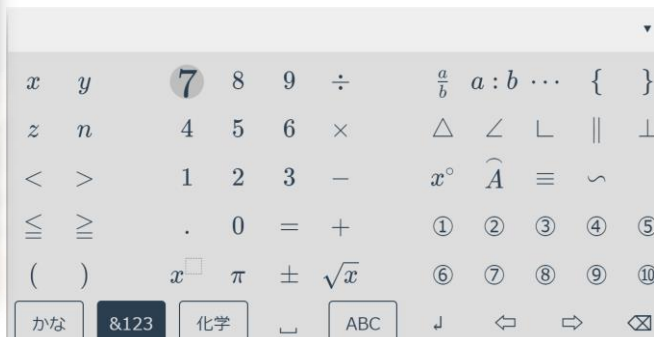 x y 7 8 9 ÷ a/b a : b ⋯ { }
z n 4 5 6 × △ ∠ ∟ ∥ ⊥
< > 1 2 3 − x° A͡ ≡ ∽
≦ ≧ . 0 = + ① ② ③ ④ ⑤
( ) x□ π ± √x ⑥ ⑦ ⑧ ⑨ ⑩
かな &123 化学 ␣ ABC ↲ ⇦ ⇨ ⌫